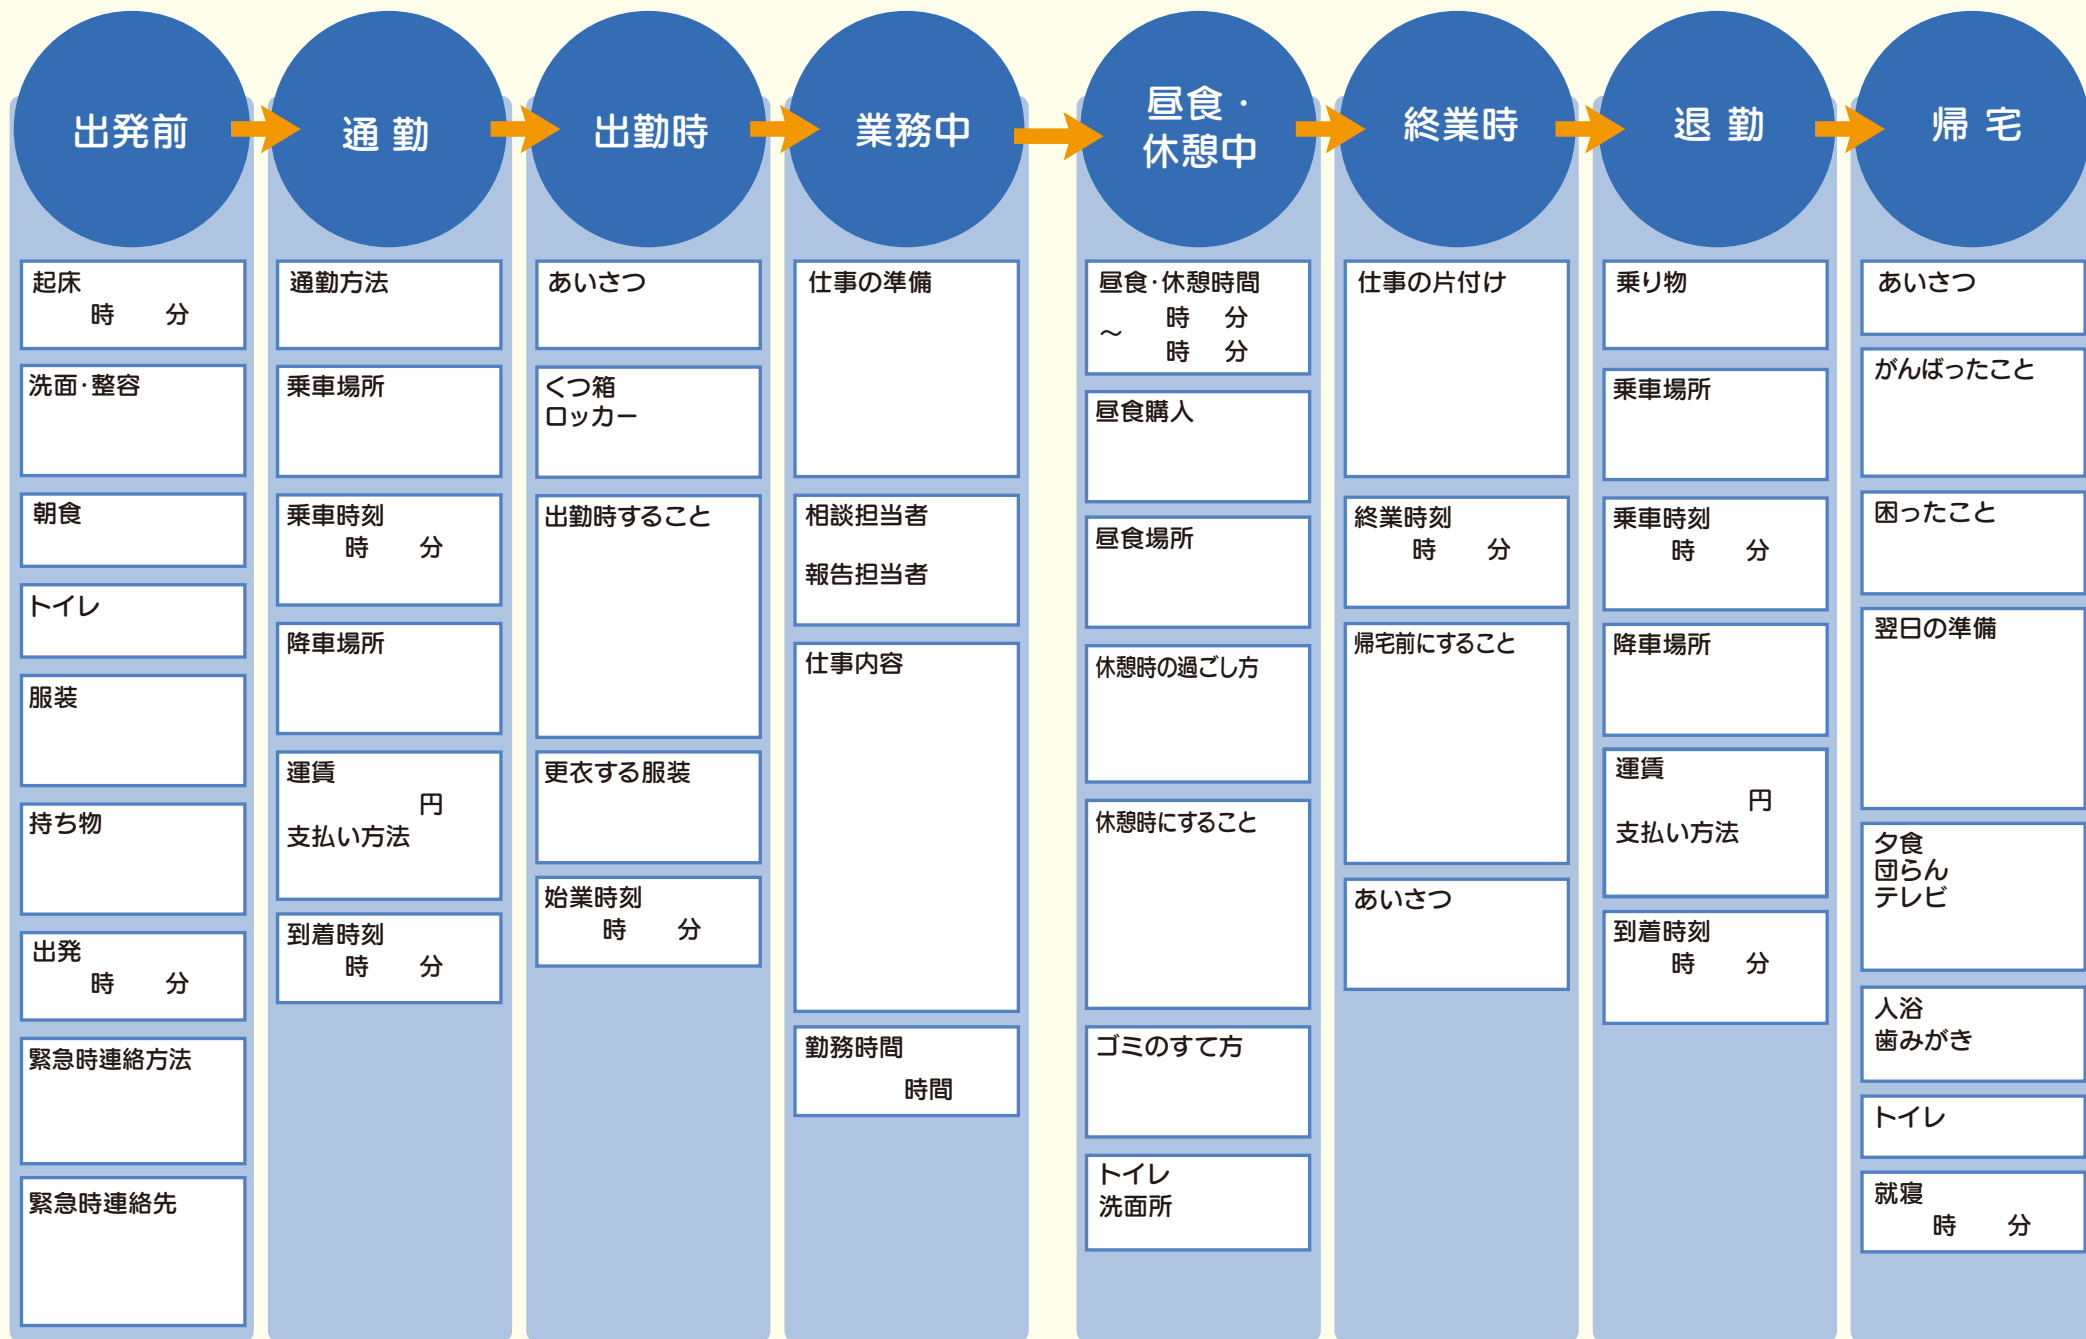 出発前
起床
時 分
洗面・整容
朝食
トイレ
服装
持ち物
出発
時 分
緊急時連絡方法
緊急時連絡先
通勤
通勤方法
乗車場所
乗車時刻
時 分
降車場所
運賃
円
支払い方法
到着時刻
時 分
出勤時
あいさつ
くつ箱
ロッカー
出勤時すること
更衣する服装
始業時刻
時 分
業務中
仕事の準備
相談担当者
報告担当者
仕事内容
勤務時間
時間
昼食・
休憩中
昼食・休憩時間
時 分
～
時 分
昼食購入
昼食場所
休憩時の過ごし方
休憩時にすること
ゴミのすて方
トイレ
洗面所
終業時
仕事の片付け
終業時刻
時 分
帰宅前にすること
あいさつ
退勤
乗り物
乗車場所
乗車時刻
時 分
降車場所
運賃
円
支払い方法
到着時刻
時 分
帰宅
あいさつ
がんばったこと
困ったこと
翌日の準備
夕食
団らん
テレビ
入浴
歯みがき
トイレ
就寝
時 分